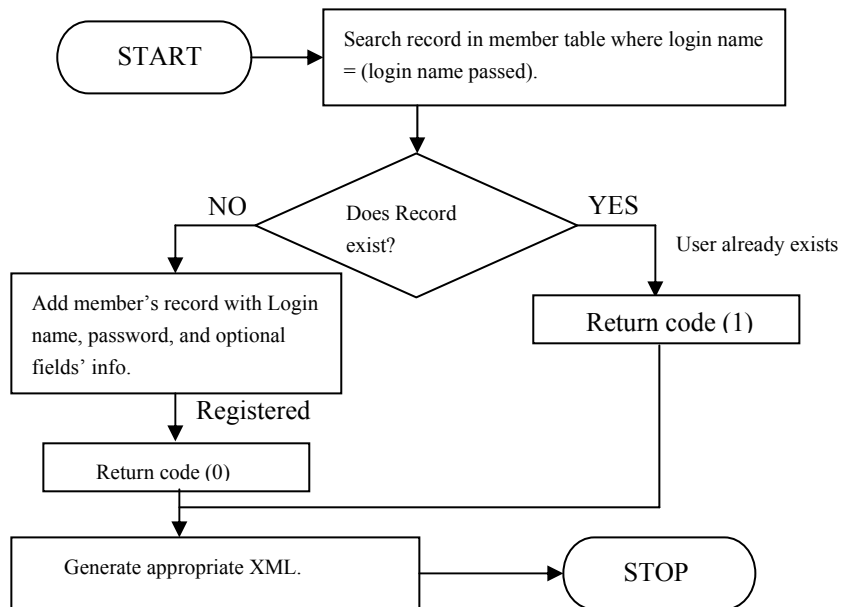 START
Search record in member table where login name
= (login name passed).
Does Record
exist?
NO
YES
User already exists
Add member’s record with Login
name, password, and optional
fields’ info.
Return code (1)
Registered
Return code (0)
Generate appropriate XML.
STOP